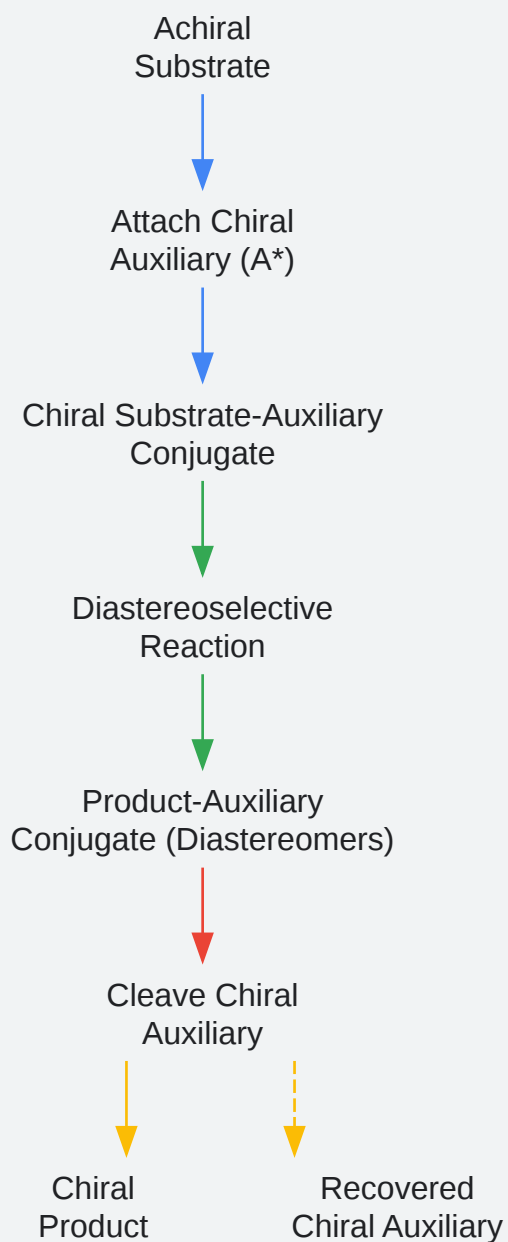 Achiral
Substrate
Attach Chiral
Auxiliary (A*)
Chiral Substrate-Auxiliary
Conjugate
Diastereoselective
Reaction
Product-Auxiliary
Conjugate (Diastereomers)
Cleave Chiral
Auxiliary
Chiral
Product
Recovered
Chiral Auxiliary